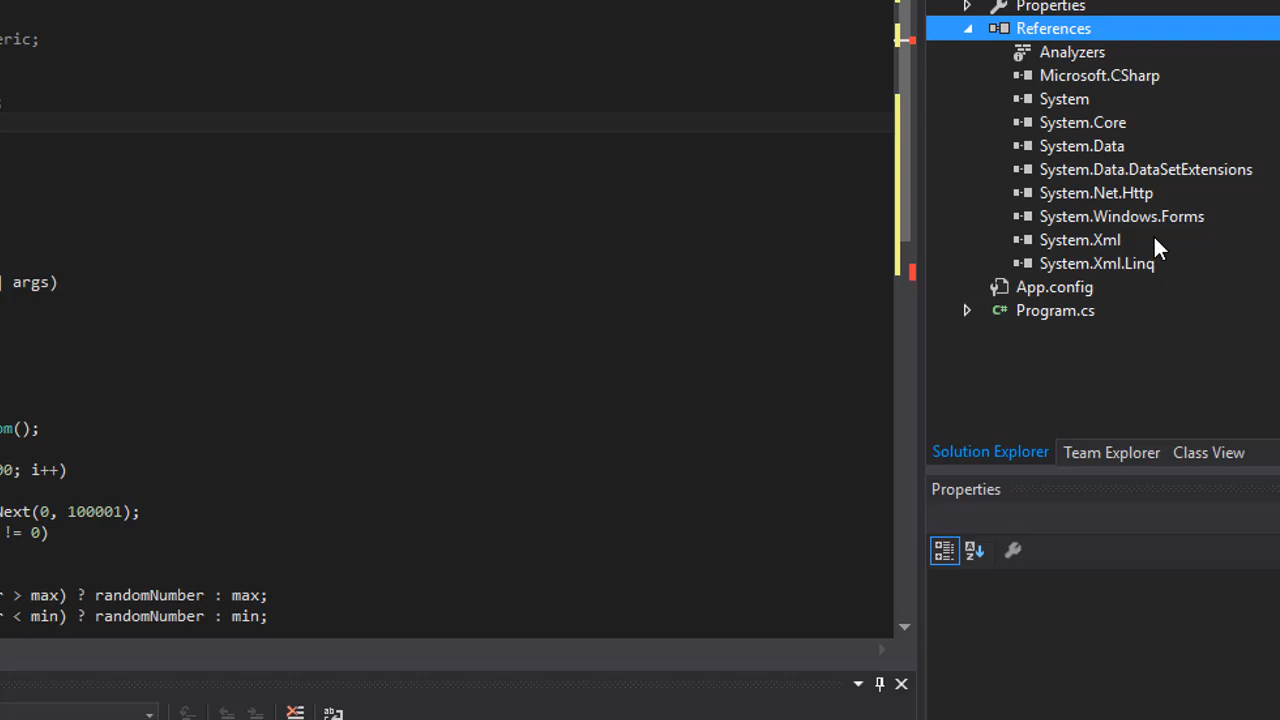 eric;
args)
om();
00; i++)
Next(0, 100001);
!= 0)
r > max) ? randomNumber : max;
r < min) ? randomNumber : min;
Properties
References
Analyzers
Microsoft.CSharp
System
System.Core
System.Data
System.Data.DataSetExtensions
System.Net.Http
System.Windows.Forms
System.Xml
System.Xml.Linq
App.config
C# Program.cs
Solution Explorer Team Explorer Class View
Properties